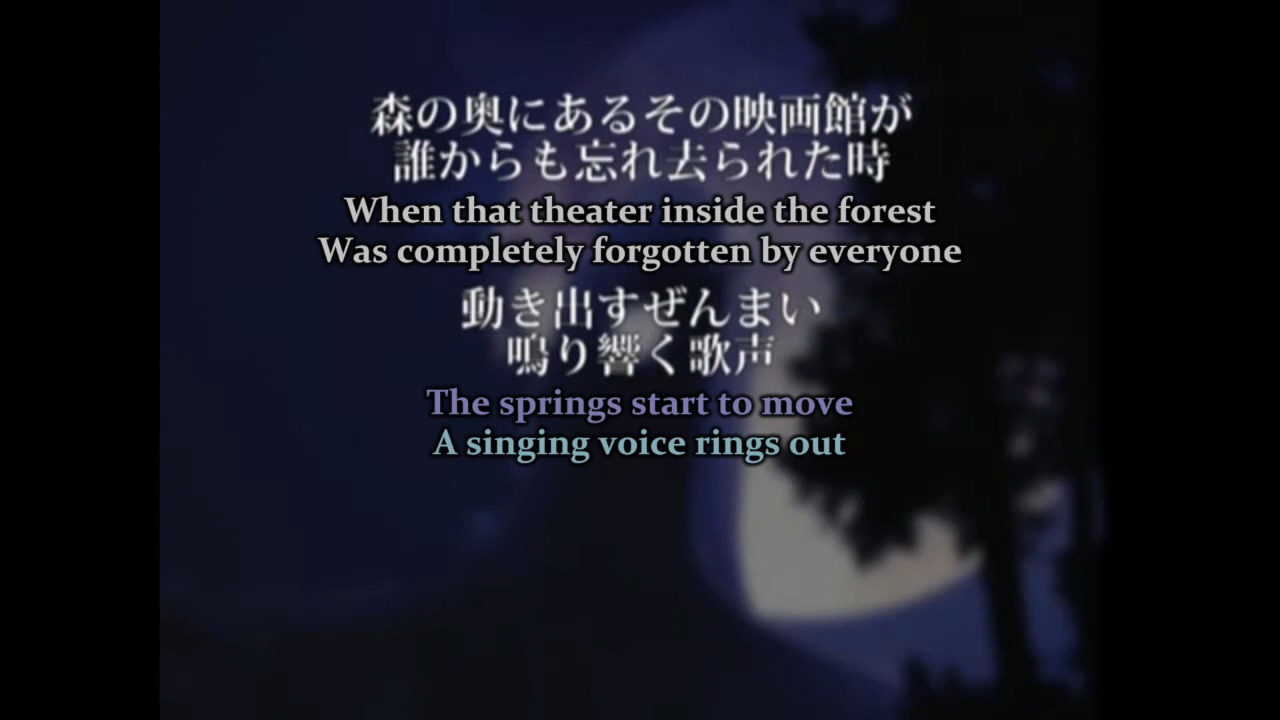 森の奥にあるその映画館が
誰からも忘れ去られた時
When that theater inside the forest
Was completely forgotten by everyone
動き出すぜんまい
鳴り響く歌声
The springs start to move
A singing voice rings out